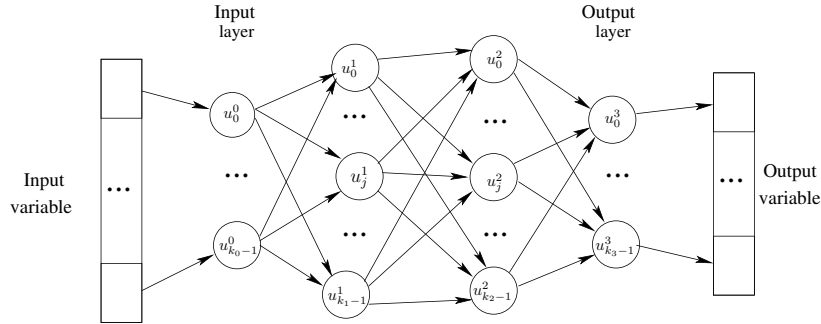 Input
layer
Output
layer
u_0^0
...
u_{k_0-1}^0
u_0^1
...
u_j^1
...
u_{k_1-1}^1
u_0^2
...
u_j^2
...
u_{k_2-1}^2
u_0^3
...
u_{k_3-1}^3
Input
variable
...
Output
variable
...